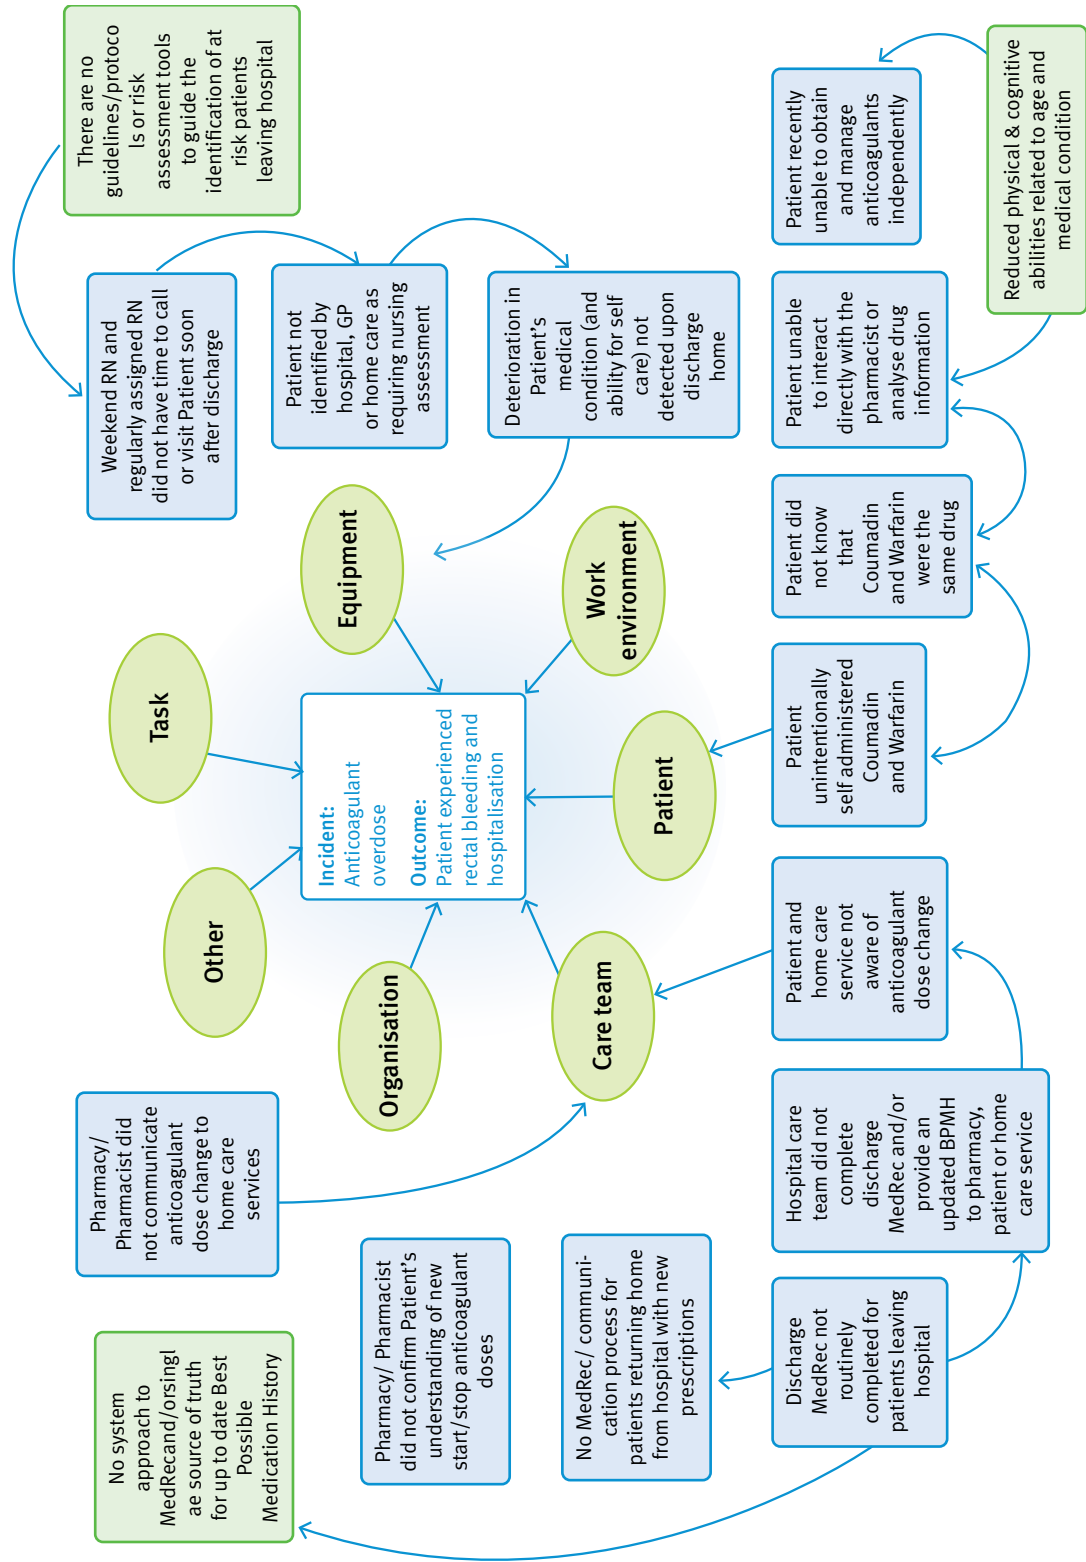 No system
approach to
MedRecand/orsingl
ae source of truth
for up to date Best
Possible
Medication History
Pharmacy/
Pharmacist did
not communicate
anticoagulant
dose change to
home care
services
Other
Task
Weekend RN and
regularly assigned RN
did not have time to call
or visit Patient soon
after discharge
There are no
guidelines/protoco
ls or risk
assessment tools
to guide the
identification of at
risk patients
leaving hospital
Pharmacy/ Pharmacist
did not confirm Patient's
understanding of new
start/stop anticoagulant
doses
Organisation
Incident:
Anticoagulant
overdose
Outcome:
Patient experienced
rectal bleeding and
hospitalisation
Equipment
Patient not
identified by
hospital, GP
or home care as
requiring nursing
assessment
No MedRec/ communi-
cation process for
patients returning home
from hospital with new
prescriptions
Care team
Patient
Work
environment
Deterioration in
Patient's
medical
condition (and
ability for self
care) not
detected upon
discharge
home
Discharge
MedRec not
routinely
completed for
patients leaving
hospital
Hospital care
team did not
complete
discharge
MedRec and/or
provide an
updated BPMH
to pharmacy,
patient or home
care service
Patient and
home care
service not
aware of
anticoagulant
dose change
Patient
unintentionally
self administered
Coumadin
and Warfarin
Patient did
not know
that
Coumadin
and Warfarin
were the
same drug
Patient unable
to interact
directly with the
pharmacist or
analyse drug
information
Patient recently
unable to obtain
and manage
anticoagulants
independently
Reduced physical & cognitive
abilities related to age and
medical condition